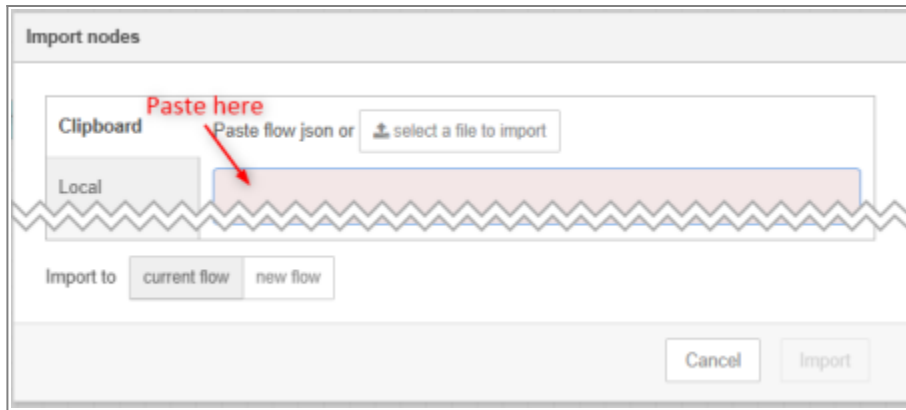 Import nodes
Paste here
Clipboard
Paste flow json or select a file to import
Local
Import to current flow new flow
Cancel Import